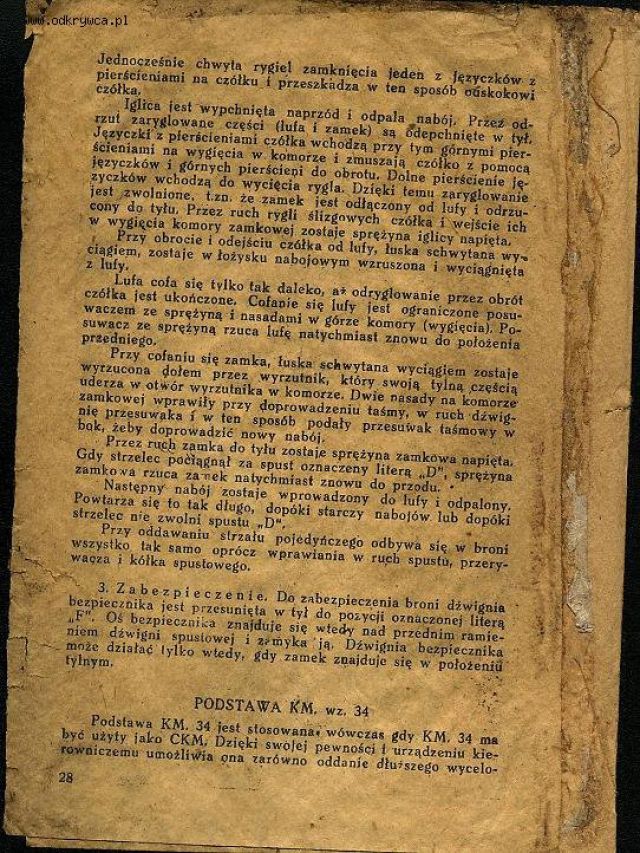 www.odkrywca.pl
Jednocześnie chwyta rygiel zamknięcia jeden z języczków z
pierścieniami na czółku i przeszkadza w ten sposób odskokowi
czółka.
Iglica jest wypchnięta naprzód i odpala nabój. Przez od-
rzut zaryglowane części (lufa i zamek) są odepchnięte w tył.
Języczki z pierścieniami czółka wchodzą przy tym górnymi pier-
ścieniami na wygięcia w komorze i zmuszają czółko z pomocą
języczków i górnych pierścieni do obrotu. Dolne pierścienie ję-
zyczków wchodzą do wycięcia rygla. Dzięki temu zaryglowanie
jest zwolnione, t.zn. że zamek jest odłączony od lufy i odrzu-
cony do tyłu. Przez ruch rygli ślizgowych czółka i wejście ich
w wygięcia komory zamkowej zostaje sprężyna iglicy napięta.
Przy obrocie i odejściu czółka od lufy, łuska schwytana wy-
ciągiem, zostaje w łożysku nabojowym wzruszona i wyciągnięta
z lufy.
Lufa cofa się tylko tak daleko, aż odryglowanie przez obrót
czółka jest ukończone. Cofanie się lufy jest ograniczone posu-
waczem ze sprężyną i nasadami w górze komory (wygięcia). Po-
suwacz ze sprężyną rzuca lufę natychmiast znowu do położenia
przedniego.
Przy cofaniu się zamka, łuska schwytana wyciągiem zostaje
wyrzucona dołem przez wyrzutnik, który swoją tylną częścią
uderza w otwór wyrzutnika w komorze. Dwie nasady na komorze
zamkowej wprawiły przy doprowadzeniu taśmy, w ruch dźwig-
nię przesuwaka i w ten sposób podały przesuwak taśmowy w
bok, żeby doprowadzić nowy nabój.
Przez ruch zamka do tyłu zostaje sprężyna zamkowa napięta.
Gdy strzelec pociągnął za spust oznaczony literą „D", sprężyna
zamkowa rzuca zamek natychmiast znowu do przodu.
Następny nabój zostaje wprowadzony do lufy i odpalony.
Powtarza się to tak długo, dopóki starczy nabojów lub dopóki
strzelec nie zwolni spustu „D".
Przy oddawaniu strzału pojedyńczego odbywa się w broni
wszystko tak samo oprócz wprawiania w ruch spustu, przery-
wacza i kółka spustowego.
3. Zabezpieczenie. Do zabezpieczenia broni dźwignia
bezpiecznika jest przesunięta w tył do pozycji oznaczonej literą
„F". Oś bezpiecznika znajduje się wtedy nad przednim ramie-
niem dźwigni spustowej i zamyka ją. Dźwignia bezpiecznika
może działać tylko wtedy, gdy zamek znajduje się w położeniu
tylnym.
PODSTAWA KM. wz. 34
Podstawa KM. 34 jest stosowana wówczas gdy KM. 34 ma
być użyty jako CKM. Dzięki swojej pewności i urządzeniu kie-
rowniczemu umożliwia ona zarówno oddanie dłuższego wycelo-
28